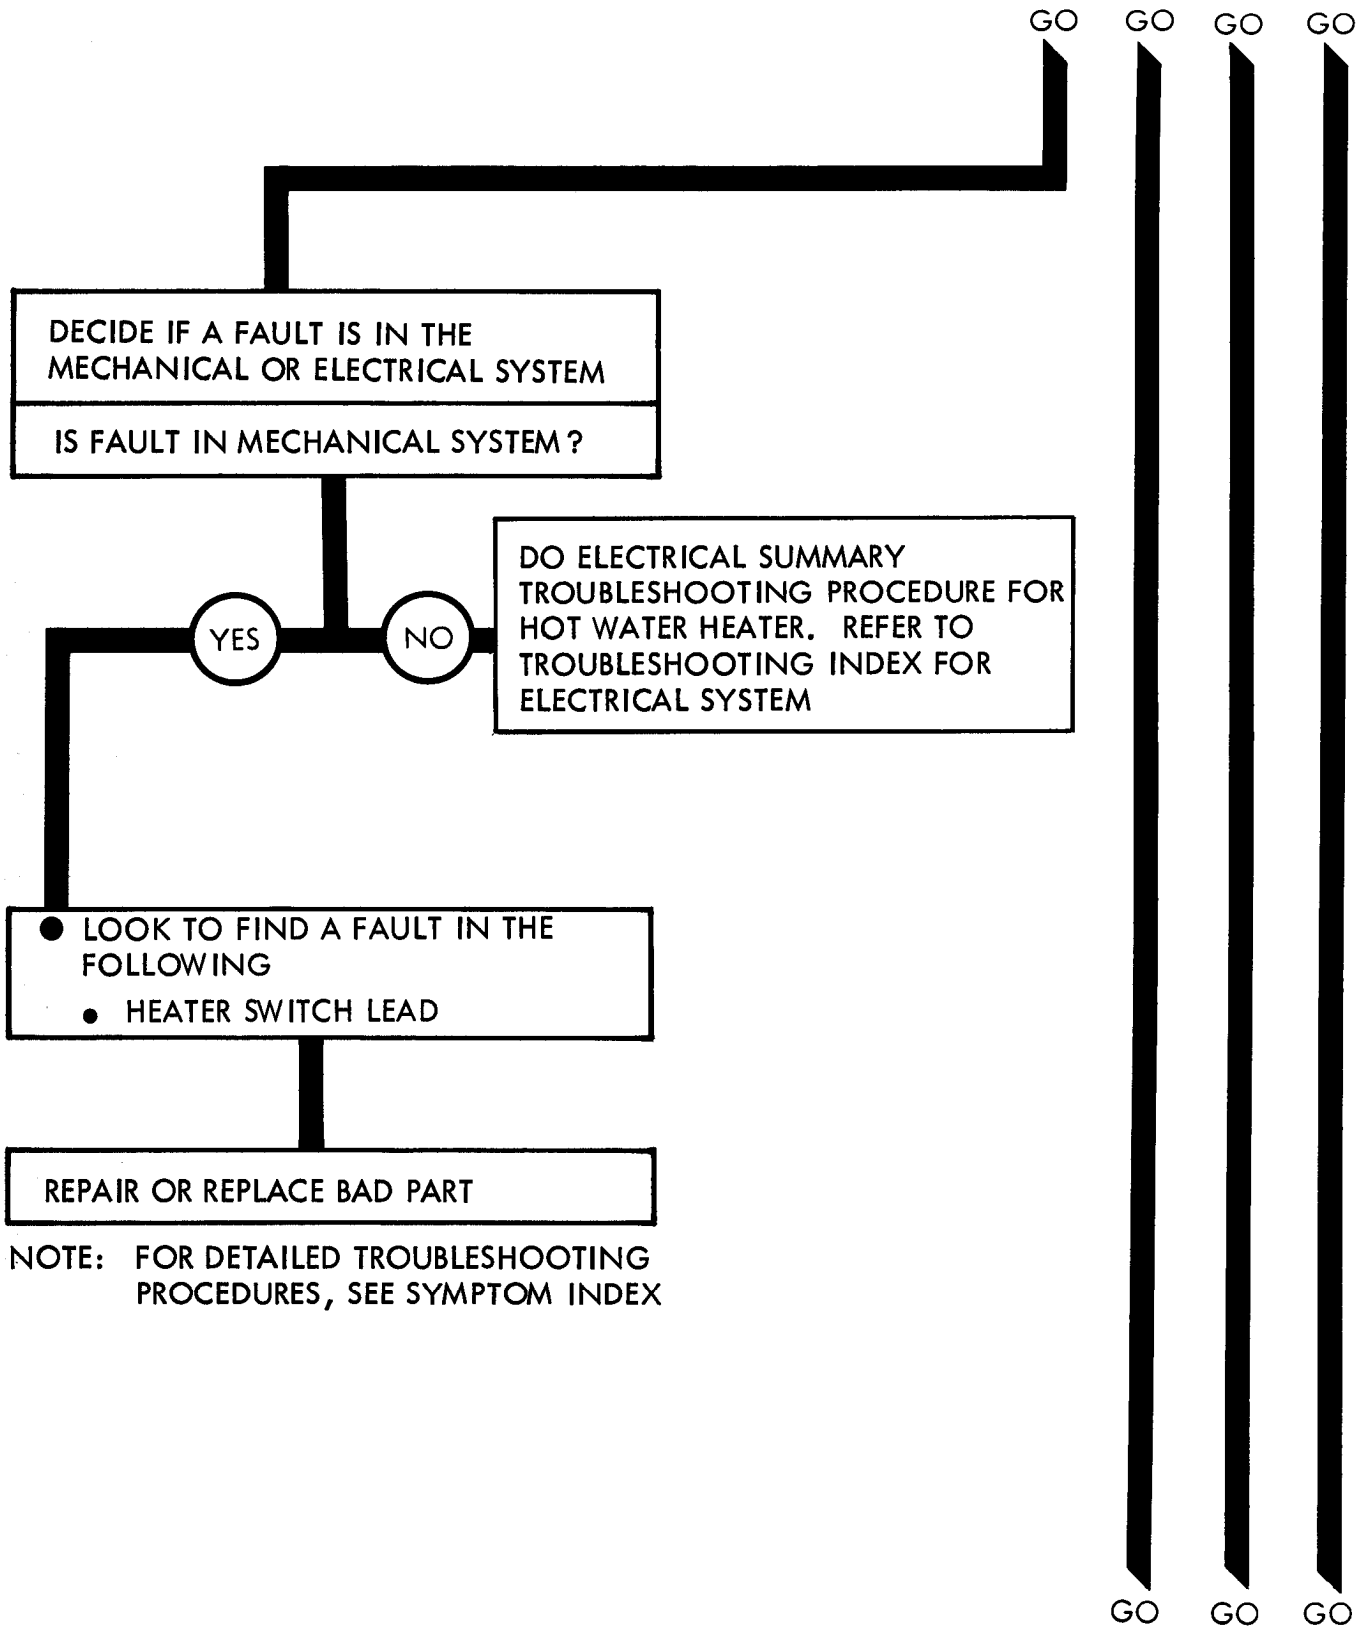 GO GO GO GO
DECIDE IF A FAULT IS IN THE
MECHANICAL OR ELECTRICAL SYSTEM
IS FAULT IN MECHANICAL SYSTEM?
YES
NO
DO ELECTRICAL SUMMARY
TROUBLESHOOTING PROCEDURE FOR
HOT WATER HEATER. REFER TO
TROUBLESHOOTING INDEX FOR
ELECTRICAL SYSTEM
● LOOK TO FIND A FAULT IN THE
FOLLOWING
● HEATER SWITCH LEAD
REPAIR OR REPLACE BAD PART
NOTE: FOR DETAILED TROUBLESHOOTING
PROCEDURES, SEE SYMPTOM INDEX
GO GO GO